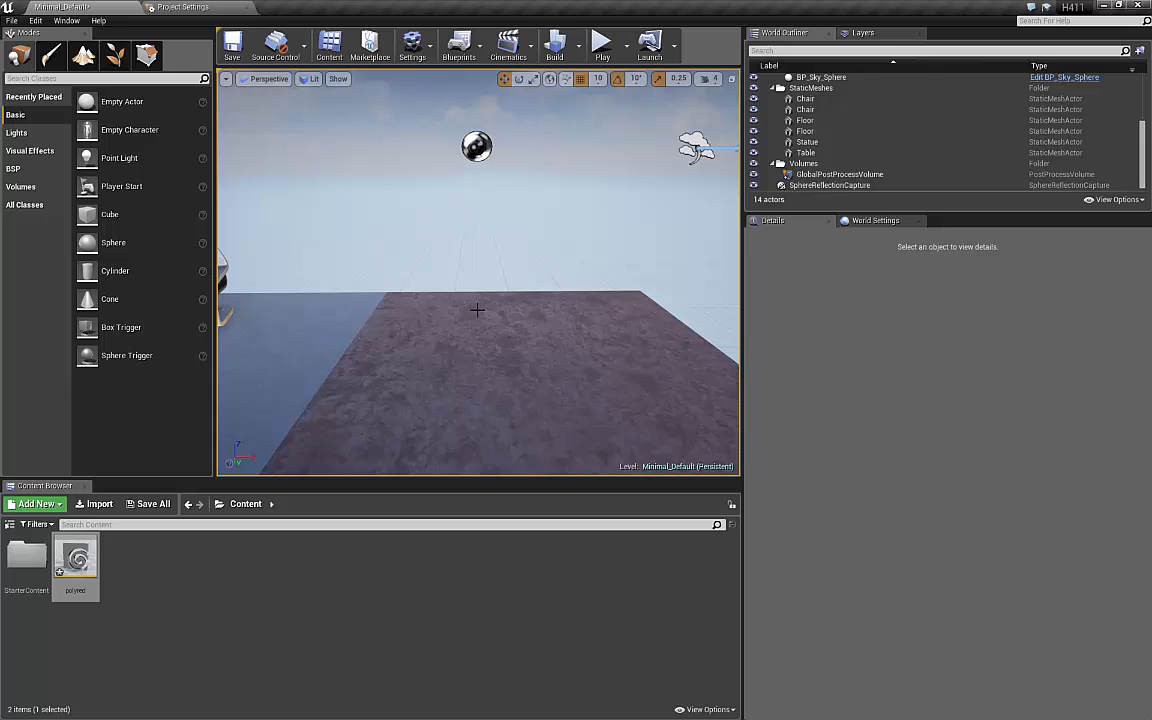 Minimal_Default*
Project Settings
H411
File
Edit
Window
Help
Search For Help
Modes
Search Classes
Recently Placed
Basic
Lights
Visual Effects
BSP
Volumes
All Classes
Empty Actor
Empty Character
Point Light
Player Start
Cube
Sphere
Cylinder
Cone
Box Trigger
Sphere Trigger
Save
Source Control
Content
Marketplace
Settings
Blueprints
Cinematics
Build
Play
Launch
Perspective
Lit
Show
10
10°
0.25
4
Level: Minimal_Default (Persistent)
World Outliner
Layers
Search
Label
Type
BP_Sky_Sphere
Edit BP_Sky_Sphere
StaticMeshes
Folder
Chair
StaticMeshActor
Chair
StaticMeshActor
Floor
StaticMeshActor
Floor
StaticMeshActor
Statue
StaticMeshActor
Table
StaticMeshActor
Volumes
Folder
GlobalPostProcessVolume
PostProcessVolume
SphereReflectionCapture
SphereReflectionCapture
14 actors
View Options
Details
World Settings
Select an object to view details.
Content Browser
Add New
Import
Save All
Content
Filters
Search Content
StarterContent
polyred
2 items (1 selected)
View Options